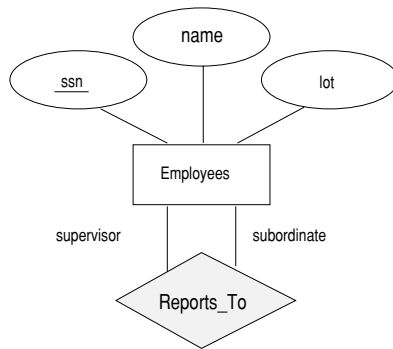 name
ssn
lot
Employees
supervisor
subordinate
Reports_To